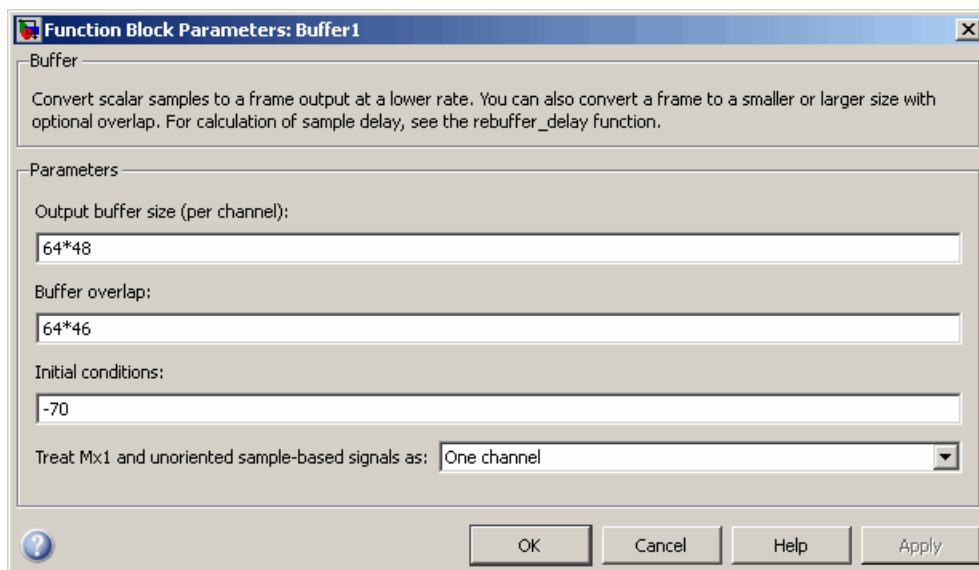 Function Block Parameters: Buffer1
Buffer
Convert scalar samples to a frame output at a lower rate. You can also convert a frame to a smaller or larger size with
optional overlap. For calculation of sample delay, see the rebuffer_delay function.
Parameters
Output buffer size (per channel):
64*48
Buffer overlap:
64*46
Initial conditions:
-70
Treat Mx1 and unoriented sample-based signals as: One channel
OK Cancel Help Apply